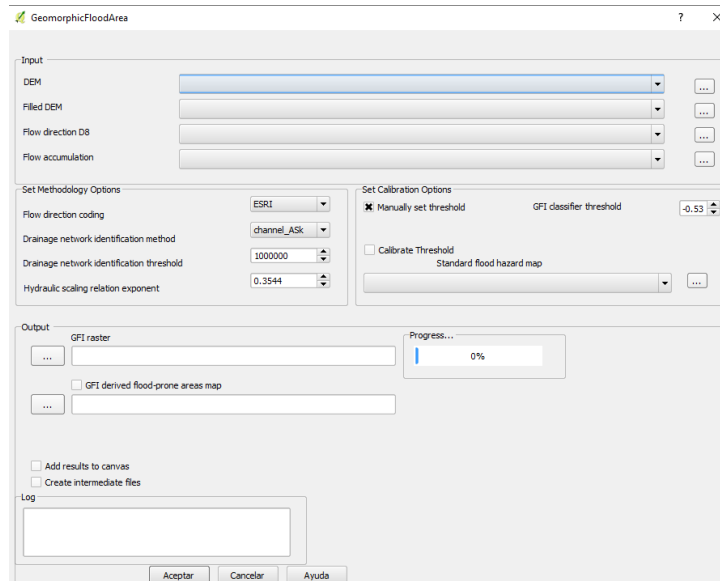 GeomorphicFloodArea
Input
DEM
...
Filled DEM
...
Flow direction D8
...
Flow accumulation
...
Set Methodology Options
Flow direction coding
ESRI
Drainage network identification method
channel_ASk
Drainage network identification threshold
1000000
Hydraulic scaling relation exponent
0.3544
Set Calibration Options
Manually set threshold
GFI classifier threshold
-0.53
Calibrate Threshold
Standard flood hazard map
...
Output
GFI raster
...
Progress...
0%
GFI derived flood-prone areas map
...
Add results to canvas
Create intermediate files
Log
Aceptar
Cancelar
Ayuda